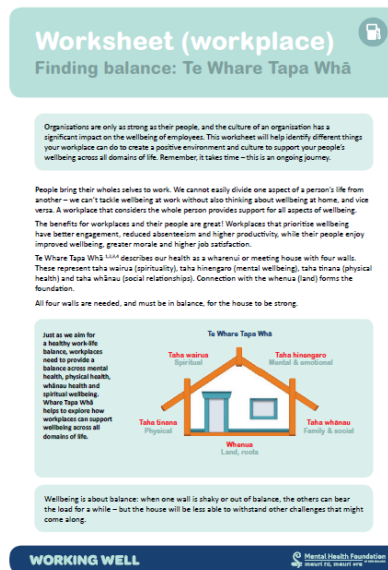 Worksheet (workplace)
Finding balance: Te Whare Tapa Whā
Organisations are only as strong as their people, and the culture of an organisation has a
significant impact on the wellbeing of employees. This worksheet will help identify different things
your workplace can do to create a positive environment and culture to support your people's
wellbeing across all domains of life. Remember, it takes time – this is an ongoing journey.
People bring their whole selves to work. We cannot easily divide one aspect of a person's life from
another – we can't tackle wellbeing at work without also thinking about wellbeing at home, and vice
versa. A workplace that considers the whole person provides support for all aspects of wellbeing.
The benefits for workplaces and their people are great! Workplaces that prioritise wellbeing
have better engagement, reduced absenteeism and higher productivity, while their people enjoy
improved wellbeing, greater morale and higher job satisfaction.
Te Whare Tapa Whā 1,2,3,4 describes our health as a wharenui or meeting house with four walls.
These represent taha wairua (spirituality), taha hinengaro (mental wellbeing), taha tinana (physical
health) and taha whānau (social relationships). Connection with the whenua (land) forms the
foundation.
All four walls are needed, and must be in balance, for the house to be strong.
Just as we aim for
a healthy work-life
balance, workplaces
need to provide a
balance across mental
health, physical health,
whānau health and
spiritual wellbeing.
Whare Tapa Whā
helps to explore how
workplaces can support
wellbeing across all
domains of life.
Te Whare Tapa Whā
Taha wairua
Spiritual
Taha hinengaro
Mental & emotional
Taha tinana
Physical
Taha whānau
Family & social
Whenua
Land, roots
Wellbeing is about balance: when one wall is shaky or out of balance, the others can bear
the load for a while – but the house will be less able to withstand other challenges that might
come along.
WORKING WELL
Mental Health Foundation
mauri tū, mauri ora